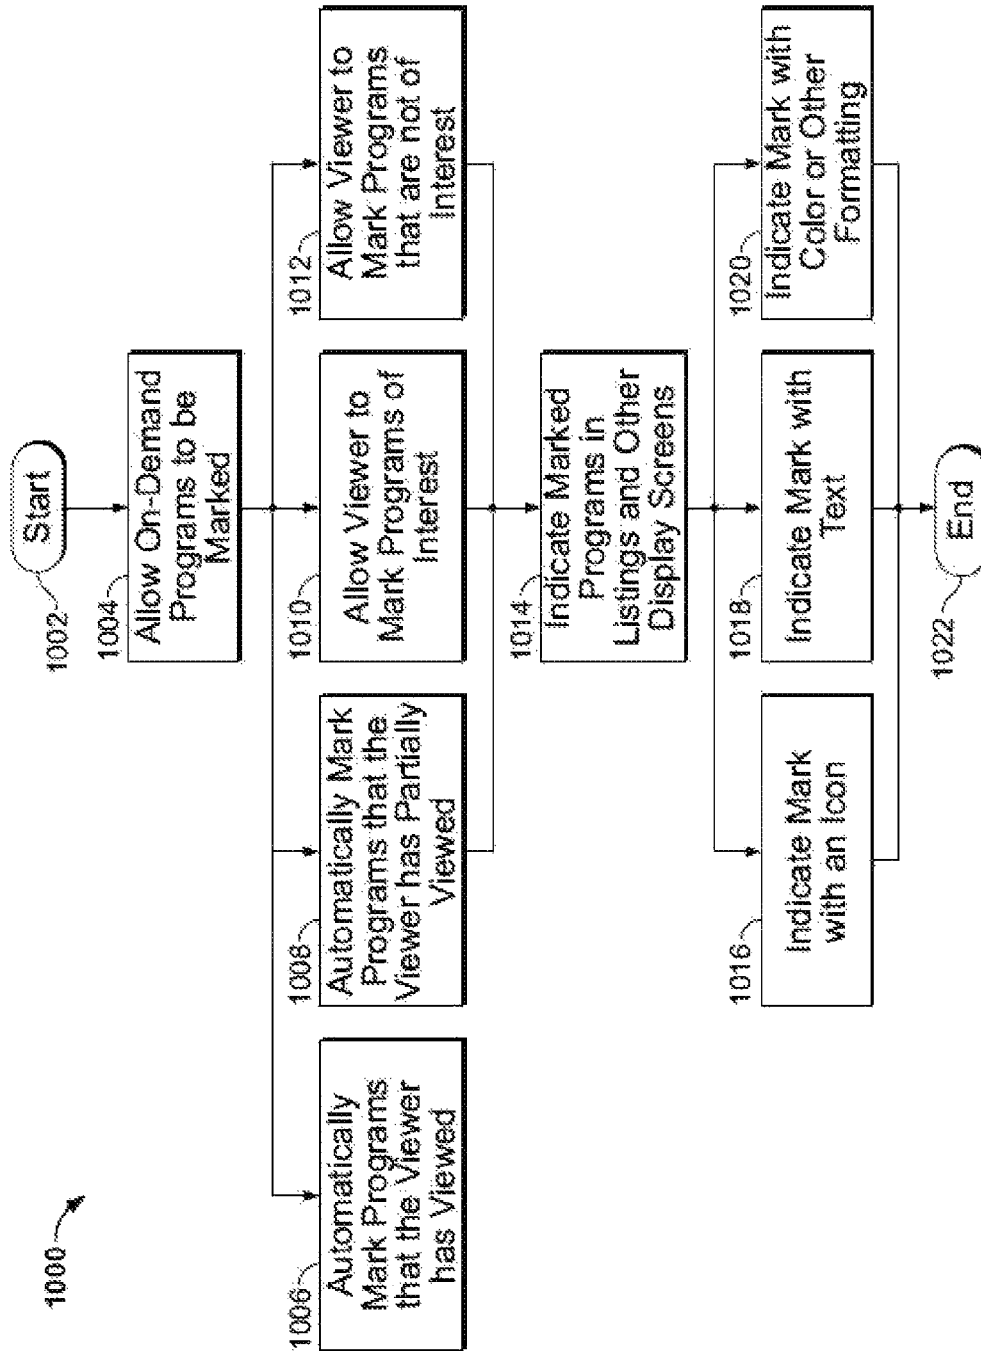 1000
Start
1002
1004
Allow On-Demand
Programs to be
Marked
1006
Automatically
Mark Programs
that the Viewer
has Viewed
1008
Automatically Mark
Programs that the
Viewer has Partially
Viewed
1010
Allow Viewer to
Mark Programs of
Interest
1012
Allow Viewer to
Mark Programs
that are not of
Interest
1014
Indicate Marked
Programs in
Listings and Other
Display Screens
1016
Indicate Mark
with an Icon
1018
Indicate Mark with
Text
1020
Indicate Mark with
Color or Other
Formatting
End
1022